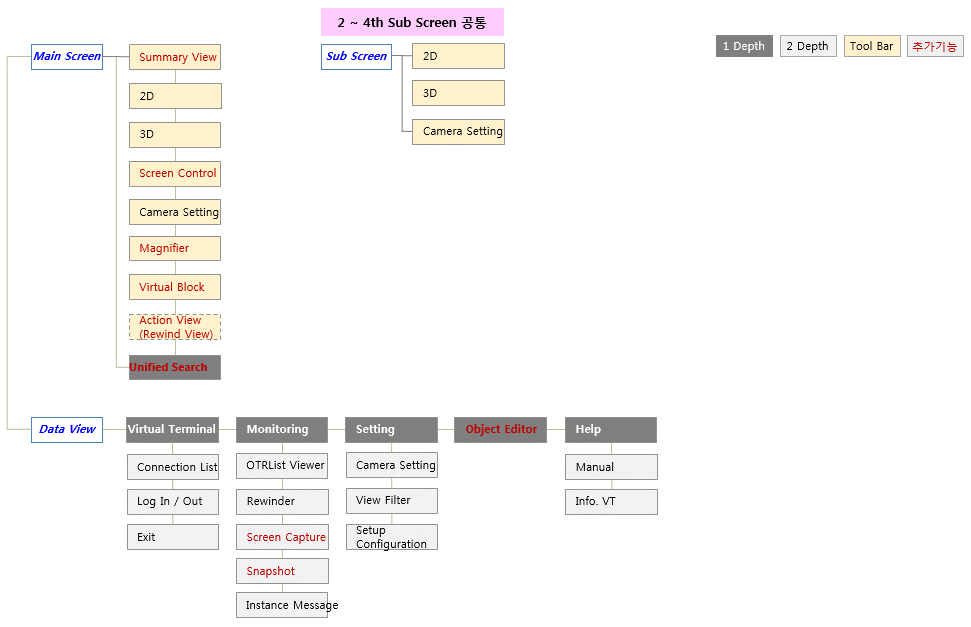 2 ~ 4th Sub Screen 공통
1 Depth
2 Depth
Tool Bar
추가기능
Main Screen
Summary View
2D
3D
Screen Control
Camera Setting
Magnifier
Virtual Block
Action View
(Rewind View)
Unified Search
Sub Screen
2D
3D
Camera Setting
Data View
Virtual Terminal
Connection List
Log In / Out
Exit
Monitoring
OTRList Viewer
Rewinder
Screen Capture
Snapshot
Instance Message
Setting
Camera Setting
View Filter
Setup
Configuration
Object Editor
Help
Manual
Info. VT